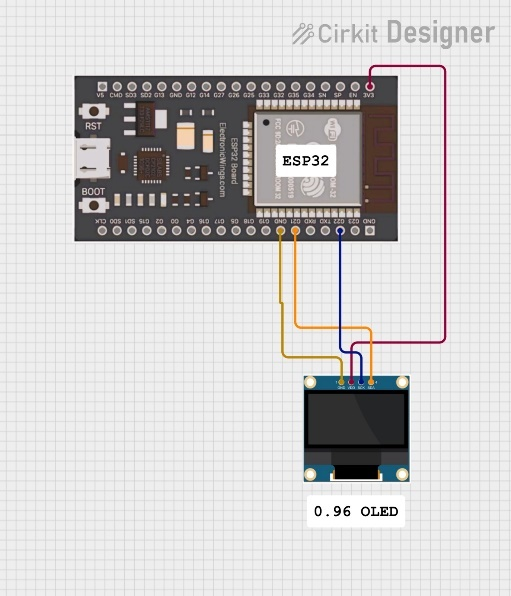 Cirkit Designer
V5 CMD SD3 SD2 G13 GND G12 G14 G27 G26 G25 G33 G32 G35 G34 SN SP EN 3V3
RST
ESP32
ESP32 Board
ElectronicWings.com
BOOT
CLK SD0 SD1 G15 G2 G0 G4 G16 G17 G5 G18 G19 GND G21 RXD TXD G22 G23 GND
0.96 OLED